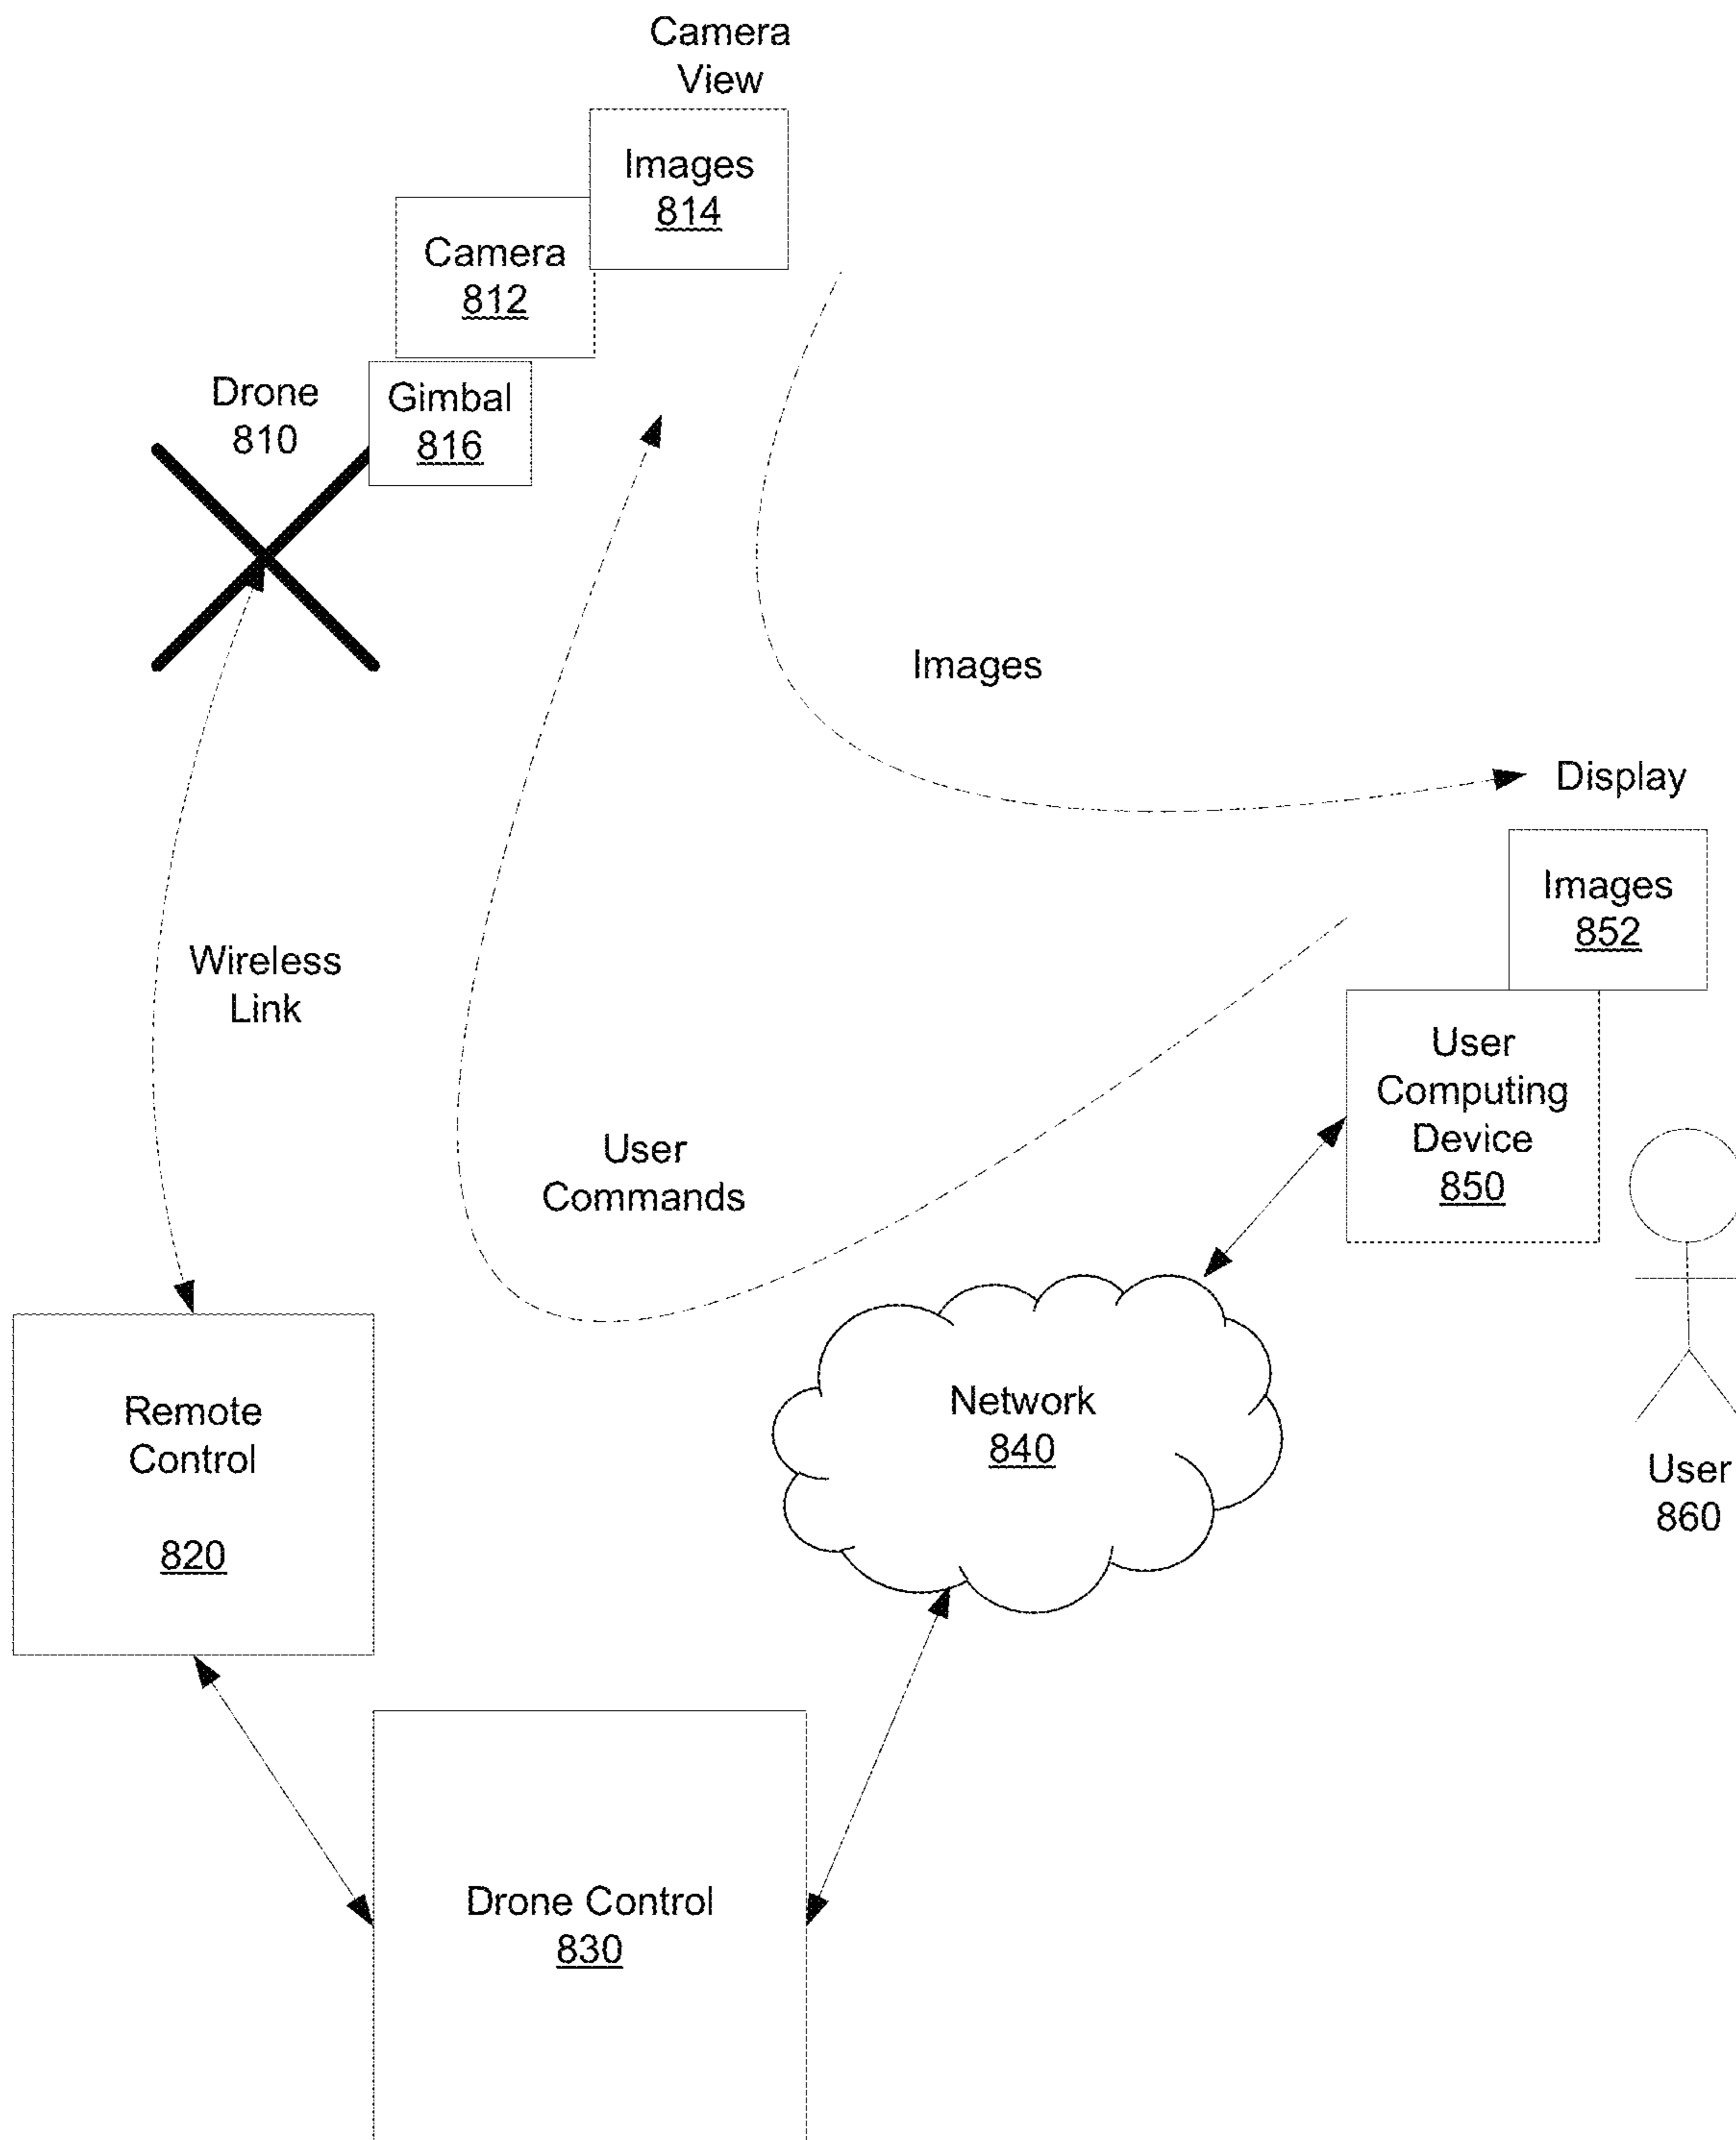 Camera
View
Images
814
Camera
812
Drone
810
Gimbal
816
Images
Display
Images
852
Wireless
Link
User
Computing
Device
850
User
Commands
Remote
Control
820
Network
840
User
860
Drone Control
830